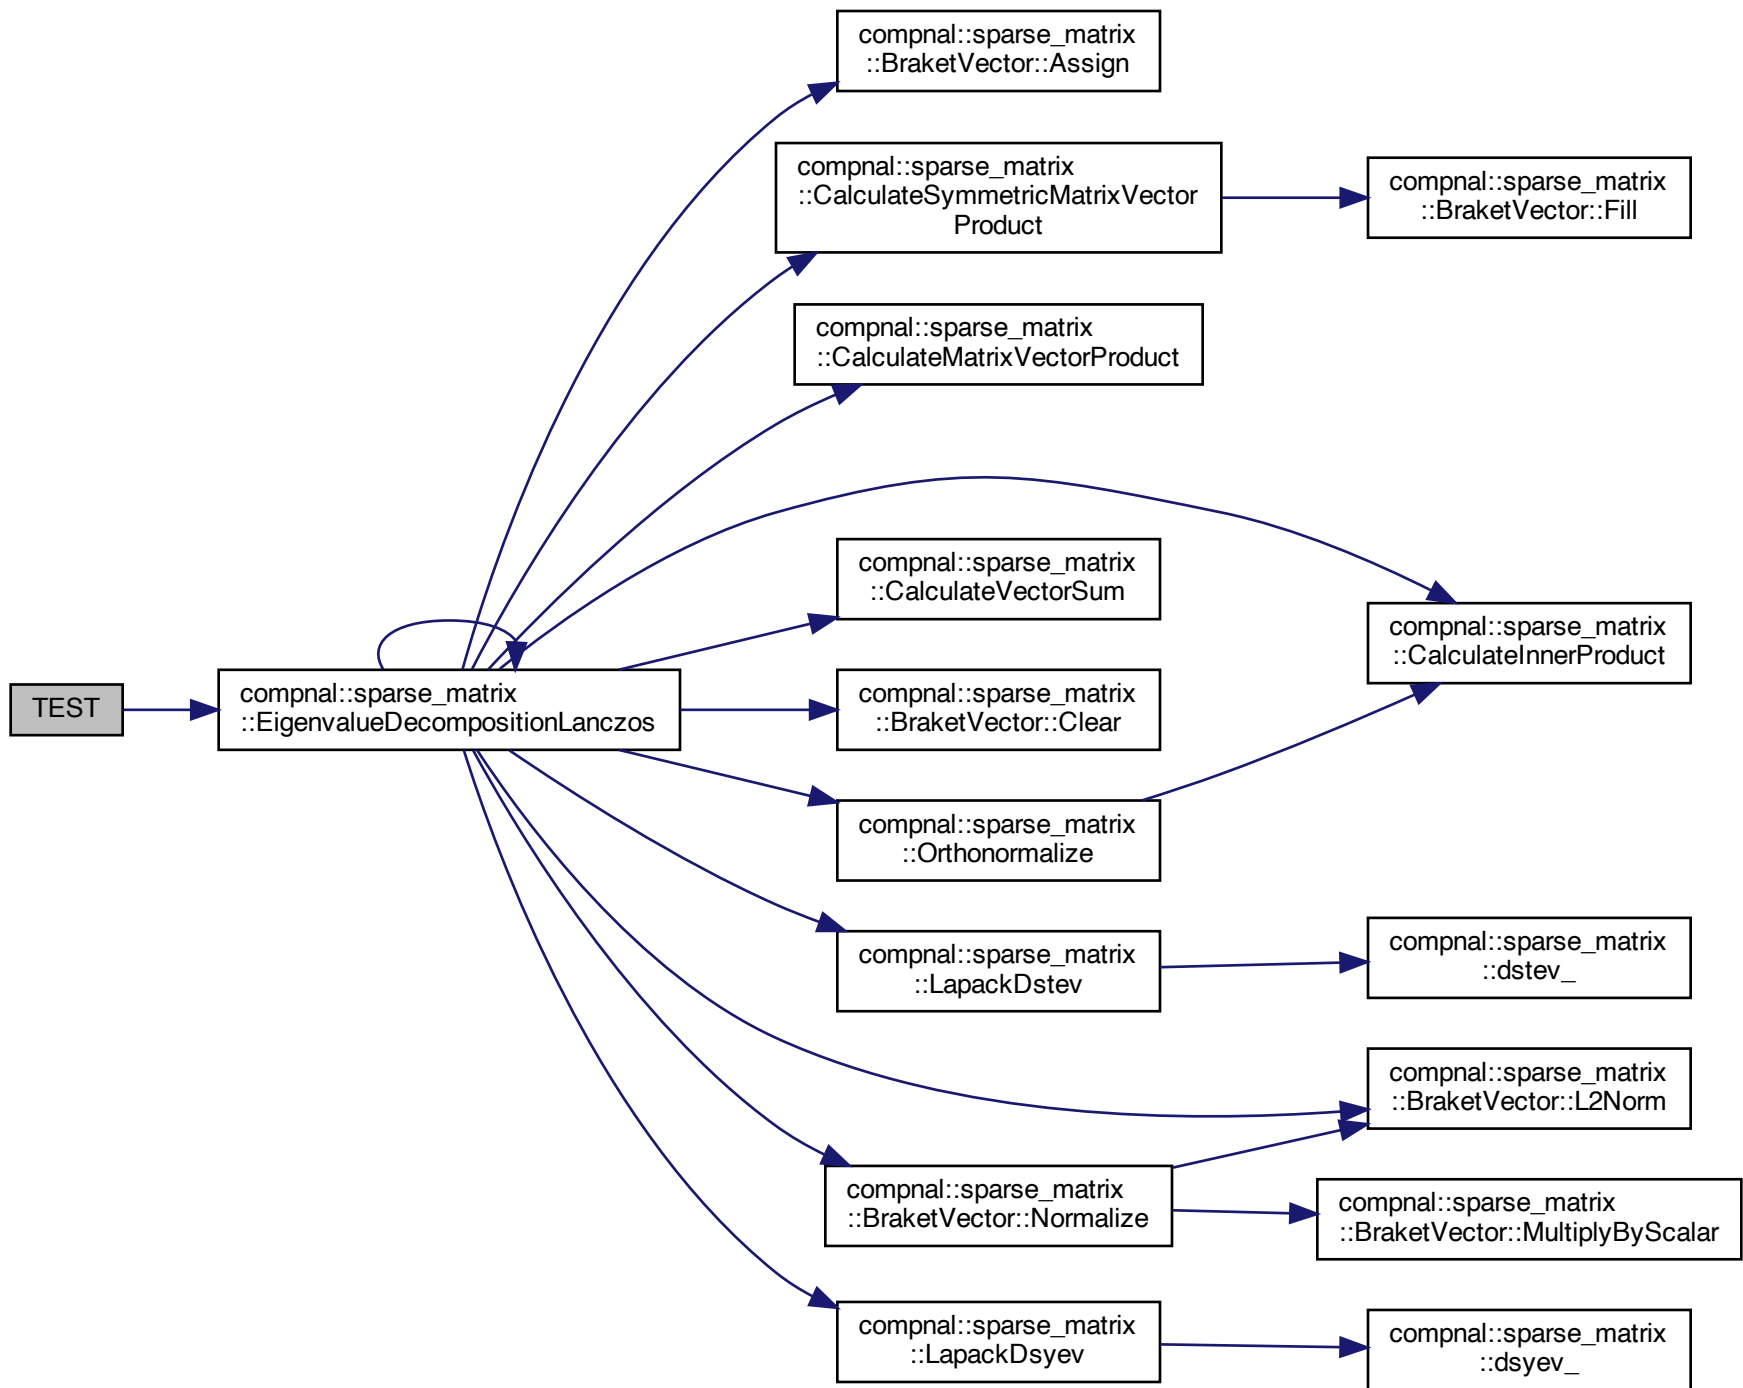 compnal::sparse_matrix
::BraketVector::Assign
compnal::sparse_matrix
::CalculateSymmetricMatrixVector
Product
compnal::sparse_matrix
::BraketVector::Fill
compnal::sparse_matrix
::CalculateMatrixVectorProduct
compnal::sparse_matrix
::CalculateVectorSum
compnal::sparse_matrix
::CalculateInnerProduct
TEST
compnal::sparse_matrix
::EigenvalueDecompositionLanczos
compnal::sparse_matrix
::BraketVector::Clear
compnal::sparse_matrix
::Orthonormalize
compnal::sparse_matrix
::LapackDstev
compnal::sparse_matrix
::dstev_
compnal::sparse_matrix
::BraketVector::L2Norm
compnal::sparse_matrix
::BraketVector::Normalize
compnal::sparse_matrix
::BraketVector::MultiplyByScalar
compnal::sparse_matrix
::LapackDsyev
compnal::sparse_matrix
::dsyev_